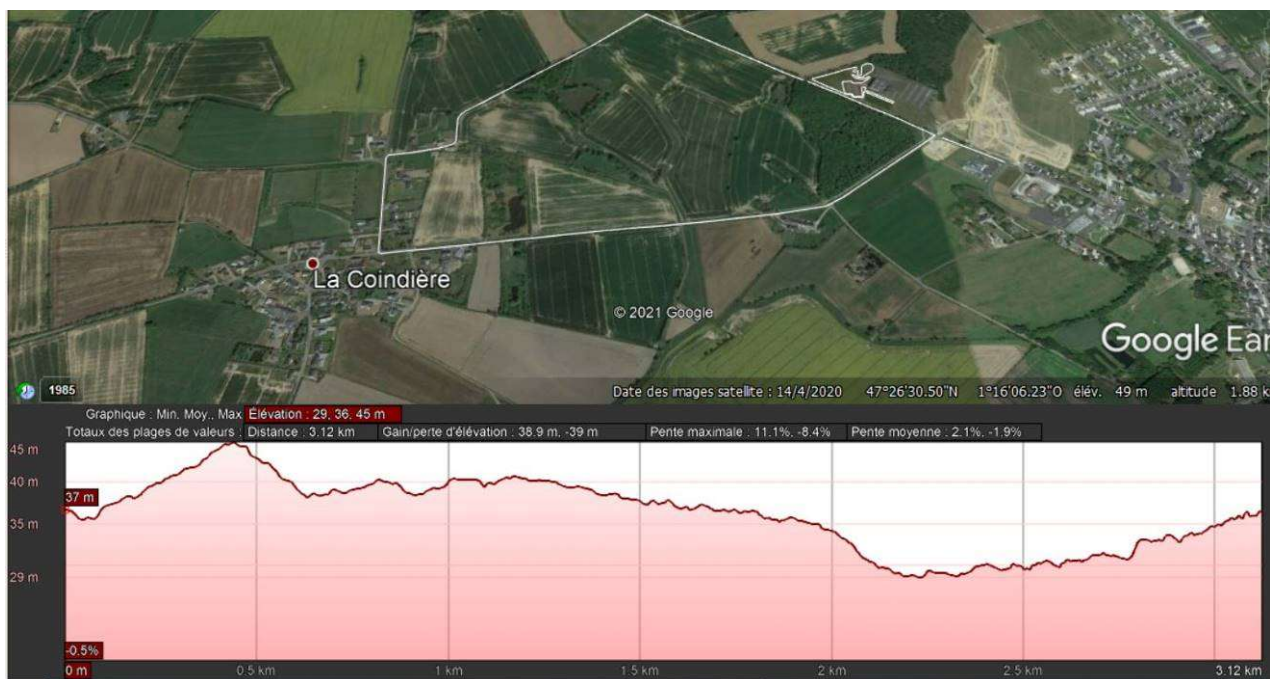 La Coindière
© 2021 Google
Google Ear
1985
Date des images satellite : 14/4/2020 47°26'30.50"N 1°16'06.23"O élév. 49 m altitude 1.88 k
Graphique : Min, Moy., Max Élévation : 29, 36, 45 m
Totaux des plages de valeurs : Distance : 3.12 km Gain/perte d'élévation : 38.9 m, -39 m Pente maximale : 11.1%, -8.4% Pente moyenne : 2.1%, -1.9%
45 m
40 m
37 m
35 m
29 m
-0.5%
0 m 0.5 km 1 km 1.5 km 2 km 2.5 km 3.12 km